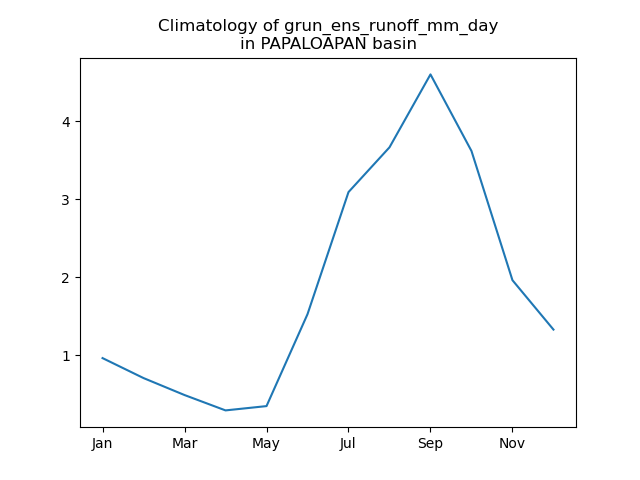 Climatology of grun_ens_runoff_mm_day
in PAPALOAPAN basin
4
3
2
1
Jan Mar May Jul Sep Nov